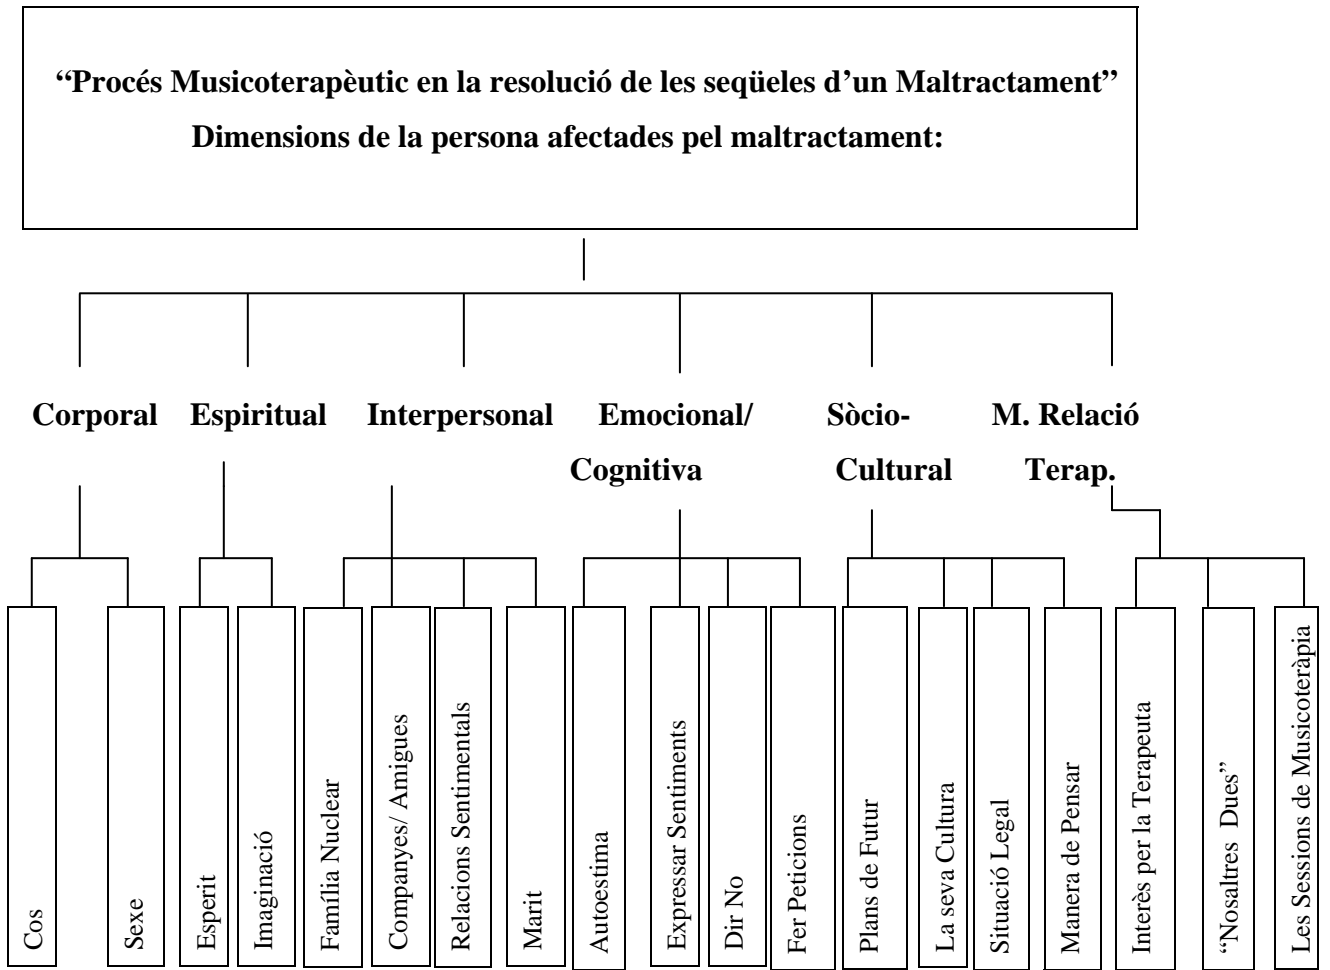 “Procés Musicoterapèutic en la resolució de les seqüeles d’un Maltractament”
Dimensions de la persona afectades pel maltractament:
Corporal Espiritual Interpersonal Emocional/ Sòcio- M. Relació
Cognitiva Cultural Terap.
Cos
Sexe
Esperit
Imaginació
Família Nuclear
Companyes/ Amigues
Relacions Sentimentals
Marit
Autoestima
Expressar Sentiments
Dir No
Fer Peticions
Plans de Futur
La seva Cultura
Situació Legal
Manera de Pensar
Interès per la Terapeuta
“Nosaltres Dues”
Les Sessions de Musicoteràpia